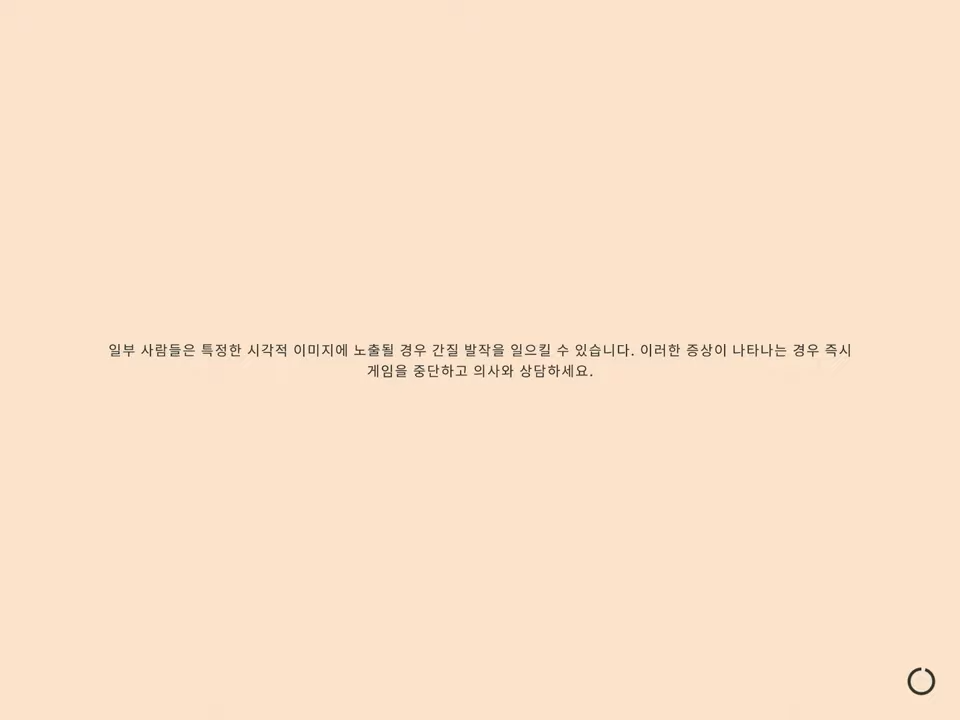 일부 사람들은 특정한 시각적 이미지에 노출될 경우 간질 발작을 일으킬 수 있습니다. 이러한 증상이 나타나는 경우 즉시
게임을 중단하고 의사와 상담하세요.